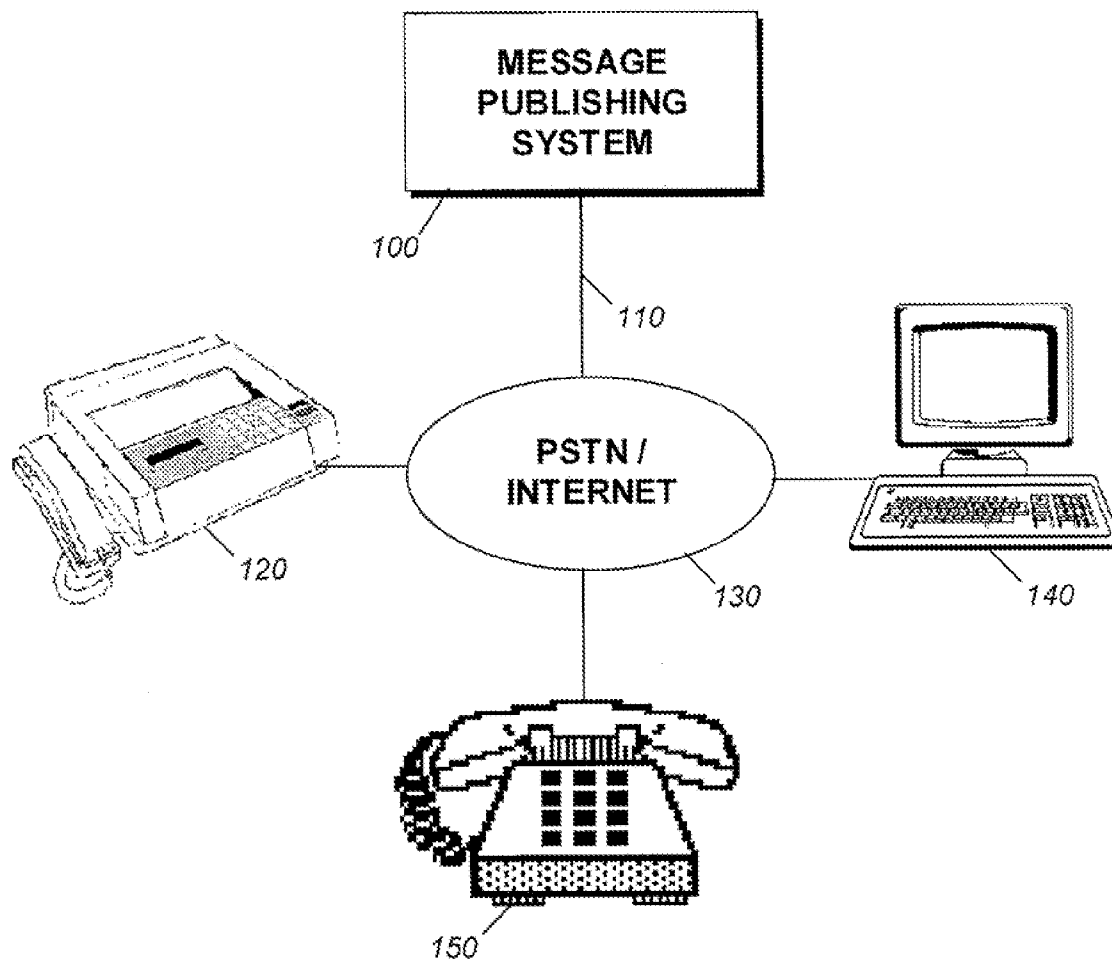 MESSAGE
PUBLISHING
SYSTEM
100
110
PSTN /
INTERNET
120
130
140
150